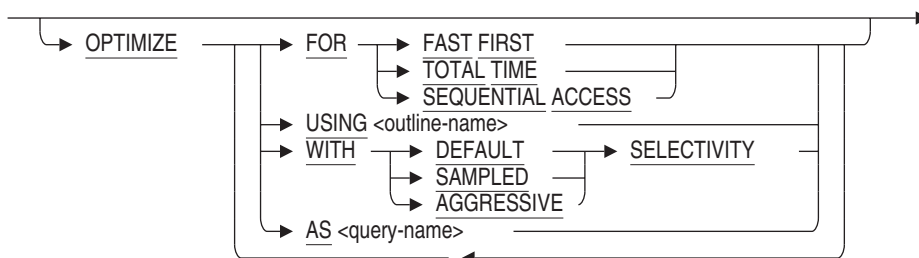 OPTIMIZE FOR FAST FIRST
TOTAL TIME
SEQUENTIAL ACCESS
USING <outline-name>
WITH DEFAULT SELECTIVITY
SAMPLED
AGGRESSIVE
AS <query-name>